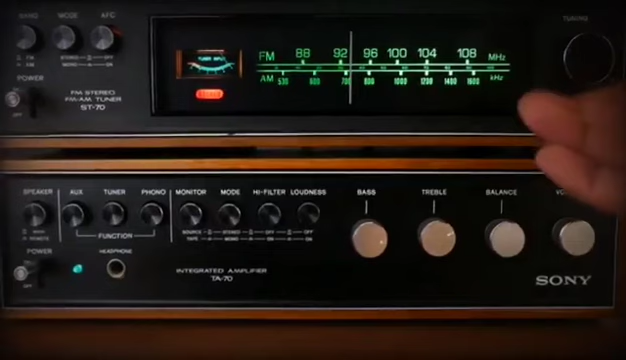 BAND MODE AFC
TUNING
FM 88 92 96 100 104 108 MHz
AM 530 600 700 800 1000 1200 1400 1600 kHz
POWER
OFF
FM STEREO
FM-AM TUNER
ST-70
SPEAKER AUX TUNER PHONO MONITOR MODE HI-FILTER LOUDNESS BASS TREBLE BALANCE
FUNCTION
SOURCE STEREO OFF OFF
TAPE MONO ON ON
POWER
OFF
HEADPHONE
INTEGRATED AMPLIFIER
TA-70
SONY